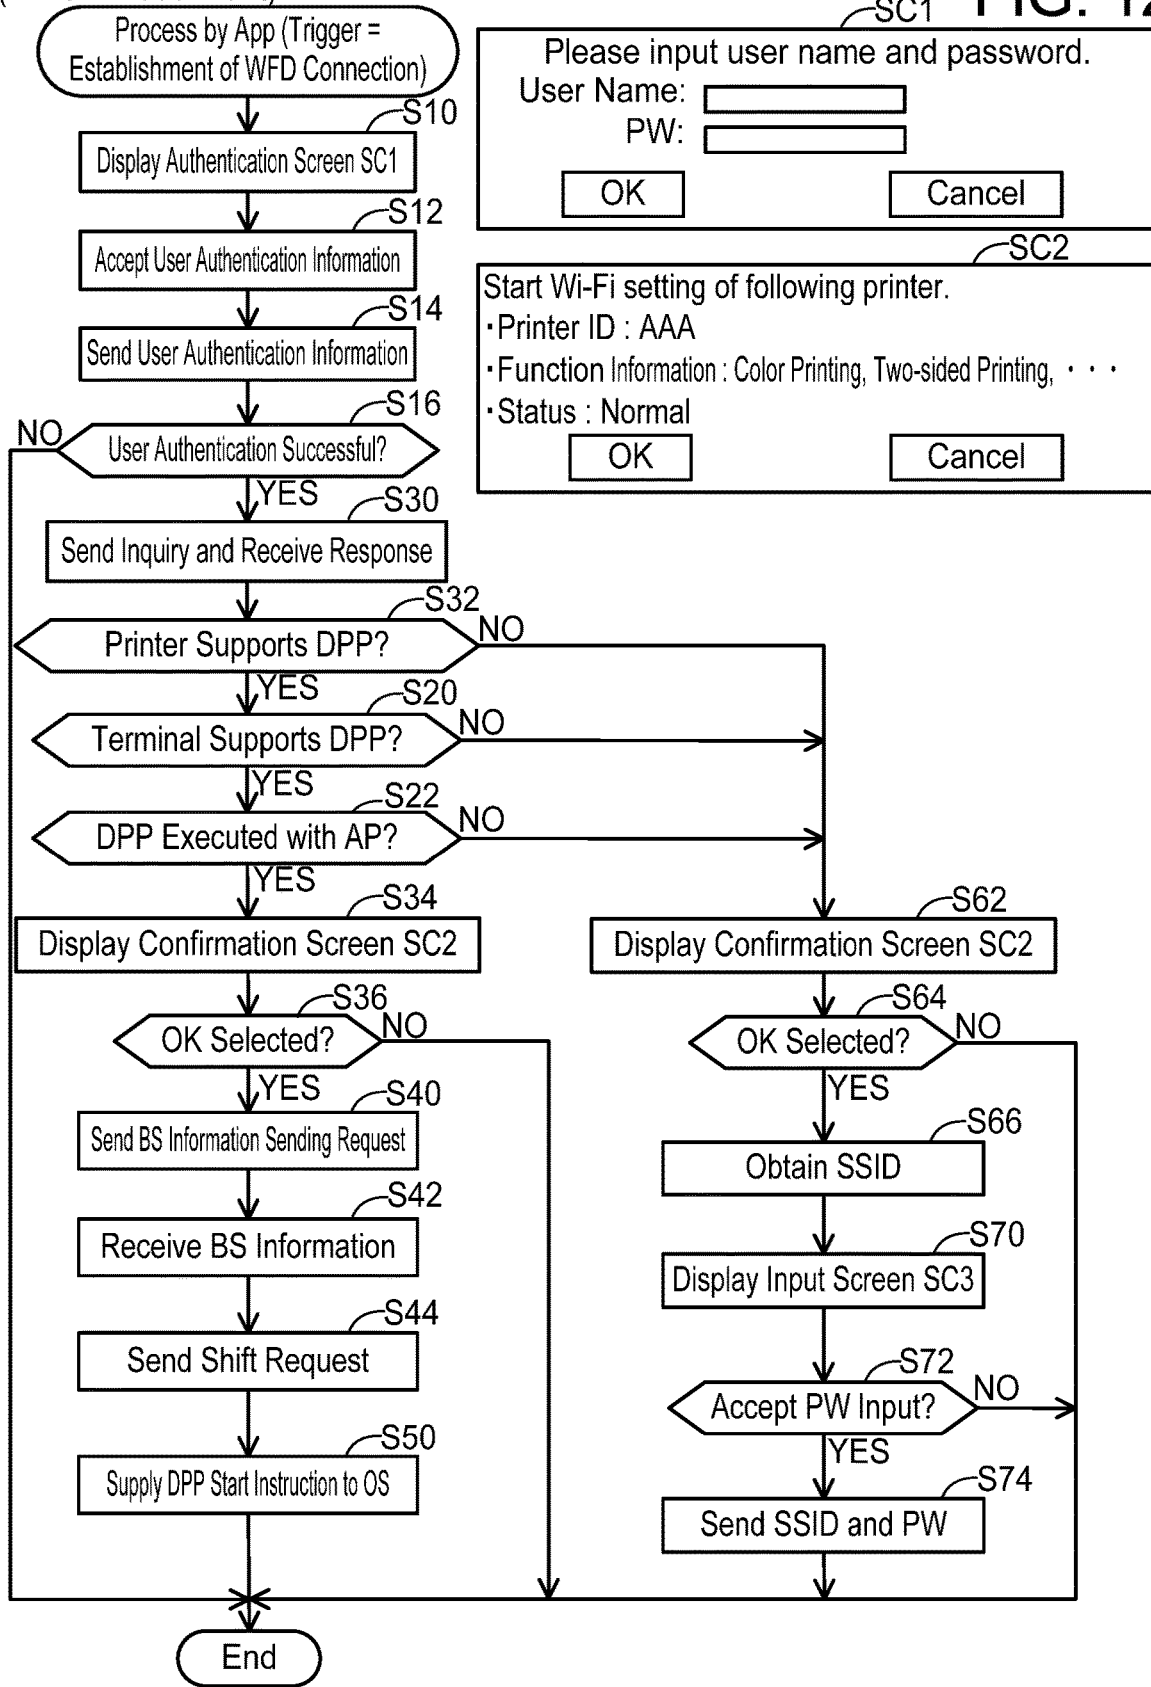 SC1 FIG. 12
Process by App (Trigger =
Establishment of WFD Connection)
Please input user name and password.
User Name:
PW:
OK
Cancel
S10
Display Authentication Screen SC1
S12
Accept User Authentication Information
S14
Send User Authentication Information
SC2
Start Wi-Fi setting of following printer.
·Printer ID : AAA
·Function Information : Color Printing, Two-sided Printing, · · ·
·Status : Normal
OK
Cancel
S16
NO
User Authentication Successful?
YES
S30
Send Inquiry and Receive Response
S32
Printer Supports DPP?
NO
YES
S20
Terminal Supports DPP?
NO
YES
S22
DPP Executed with AP?
NO
YES
S34
Display Confirmation Screen SC2
S36
OK Selected?
NO
YES
S40
Send BS Information Sending Request
S42
Receive BS Information
S44
Send Shift Request
S50
Supply DPP Start Instruction to OS
S62
Display Confirmation Screen SC2
S64
OK Selected?
NO
YES
S66
Obtain SSID
S70
Display Input Screen SC3
S72
Accept PW Input?
NO
YES
S74
Send SSID and PW
End